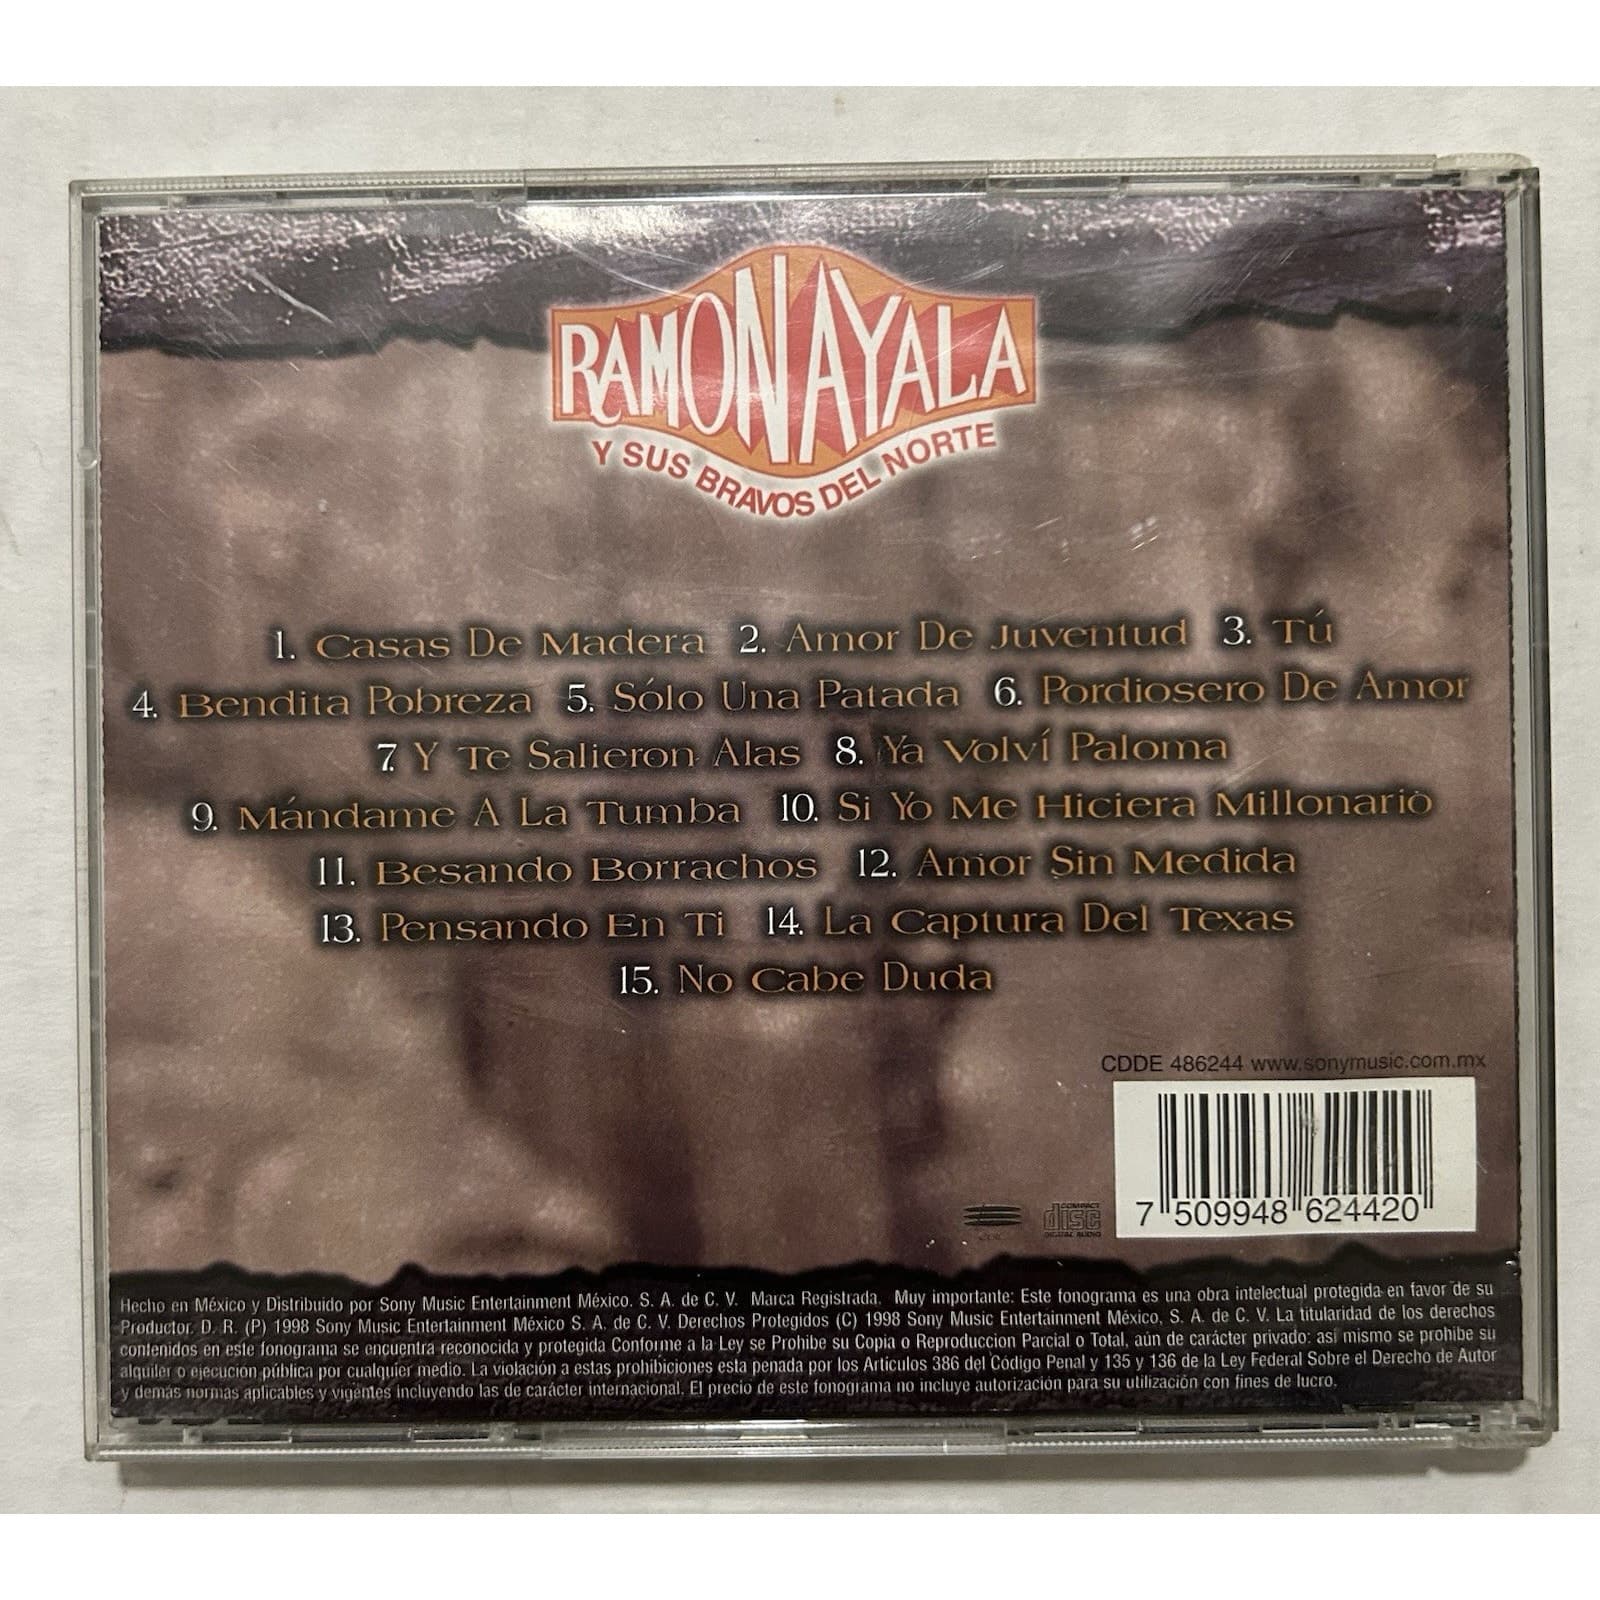 RAMON AYALA
Y SUS BRAVOS DEL NORTE
1. Casas De Madera 2. Amor De Juventud 3. Tú
4. Bendita Pobreza 5. Sólo Una Patada 6. Pordiosero De Amor
7. Y Te Salieron Alas 8. Ya Volví Paloma
9. Mándame A La Tumba 10. Si Yo Me Hiciera Millonario
11. Besando Borrachos 12. Amor Sin Medida
13. Pensando En Ti 14. La Captura Del Texas
15. No Cabe Duda
CDDE 486244 www.sonymusic.com.mx
7 509948 624420
COMPACT
disc
DIGITAL AUDIO
Hecho en México y Distribuido por Sony Music Entertainment México. S. A. de C. V. Marca Registrada. Muy importante: Este fonograma es una obra intelectual protegida en favor de su
Productor. D. R. (P) 1998 Sony Music Entertainment México S. A. de C. V. Derechos Protegidos (C) 1998 Sony Music Entertainment México, S. A. de C. V. La titularidad de los derechos
contenidos en este fonograma se encuentra reconocida y protegida Conforme a la Ley se Prohibe su Copia o Reproduccion Parcial o Total, aún de carácter privado: asi mismo se prohibe su
alquiler o ejecución pública por cualquier medio. La violación a estas prohibiciones esta penada por los Articulos 386 del Código Penal y 135 y 136 de la Ley Federal Sobre el Derecho de Autor
y demás normas aplicables y vigentes incluyendo las de carácter internacional. El precio de este fonograma no incluye autorización para su utilización con fines de lucro.